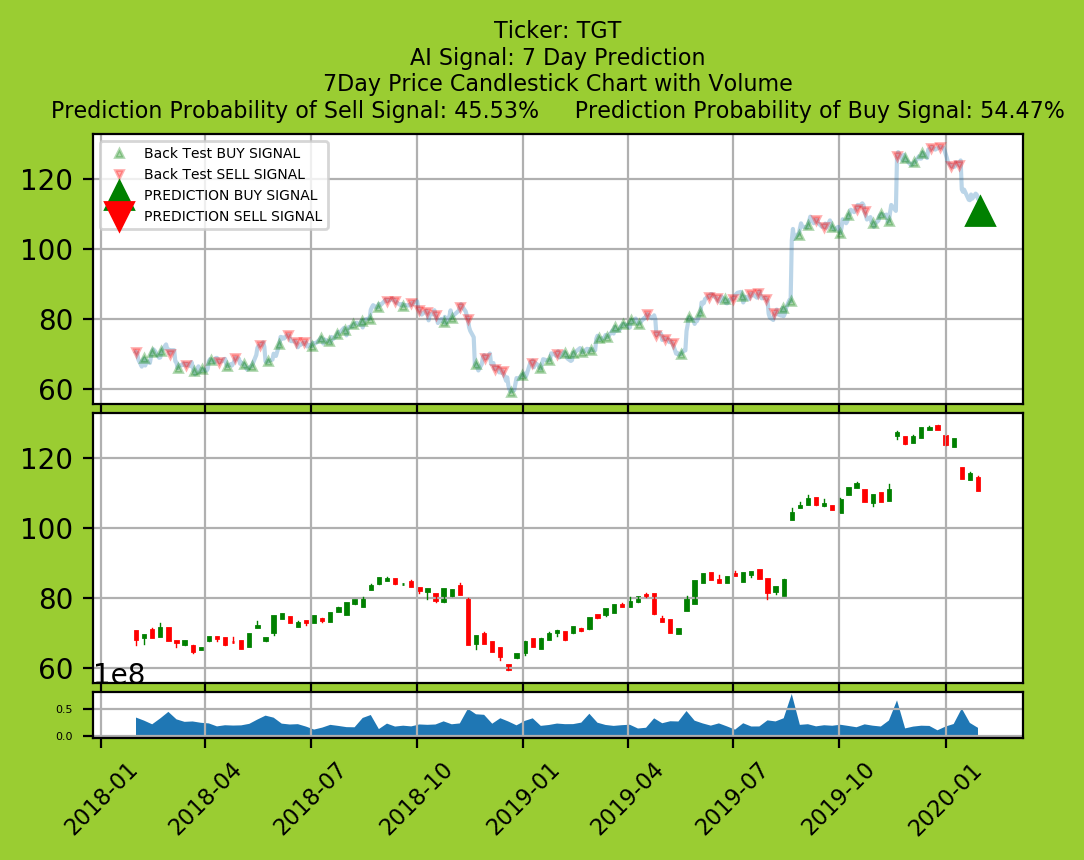 Ticker: TGT
AI Signal: 7 Day Prediction
7Day Price Candlestick Chart with Volume
Prediction Probability of Sell Signal: 45.53%     Prediction Probability of Buy Signal: 54.47%
Back Test BUY SIGNAL
Back Test SELL SIGNAL
PREDICTION BUY SIGNAL
PREDICTION SELL SIGNAL
120
100
80
60
120
100
80
60
1e8
0.5
0.0
2018-01 2018-04 2018-07 2018-10 2019-01 2019-04 2019-07 2019-10 2020-01